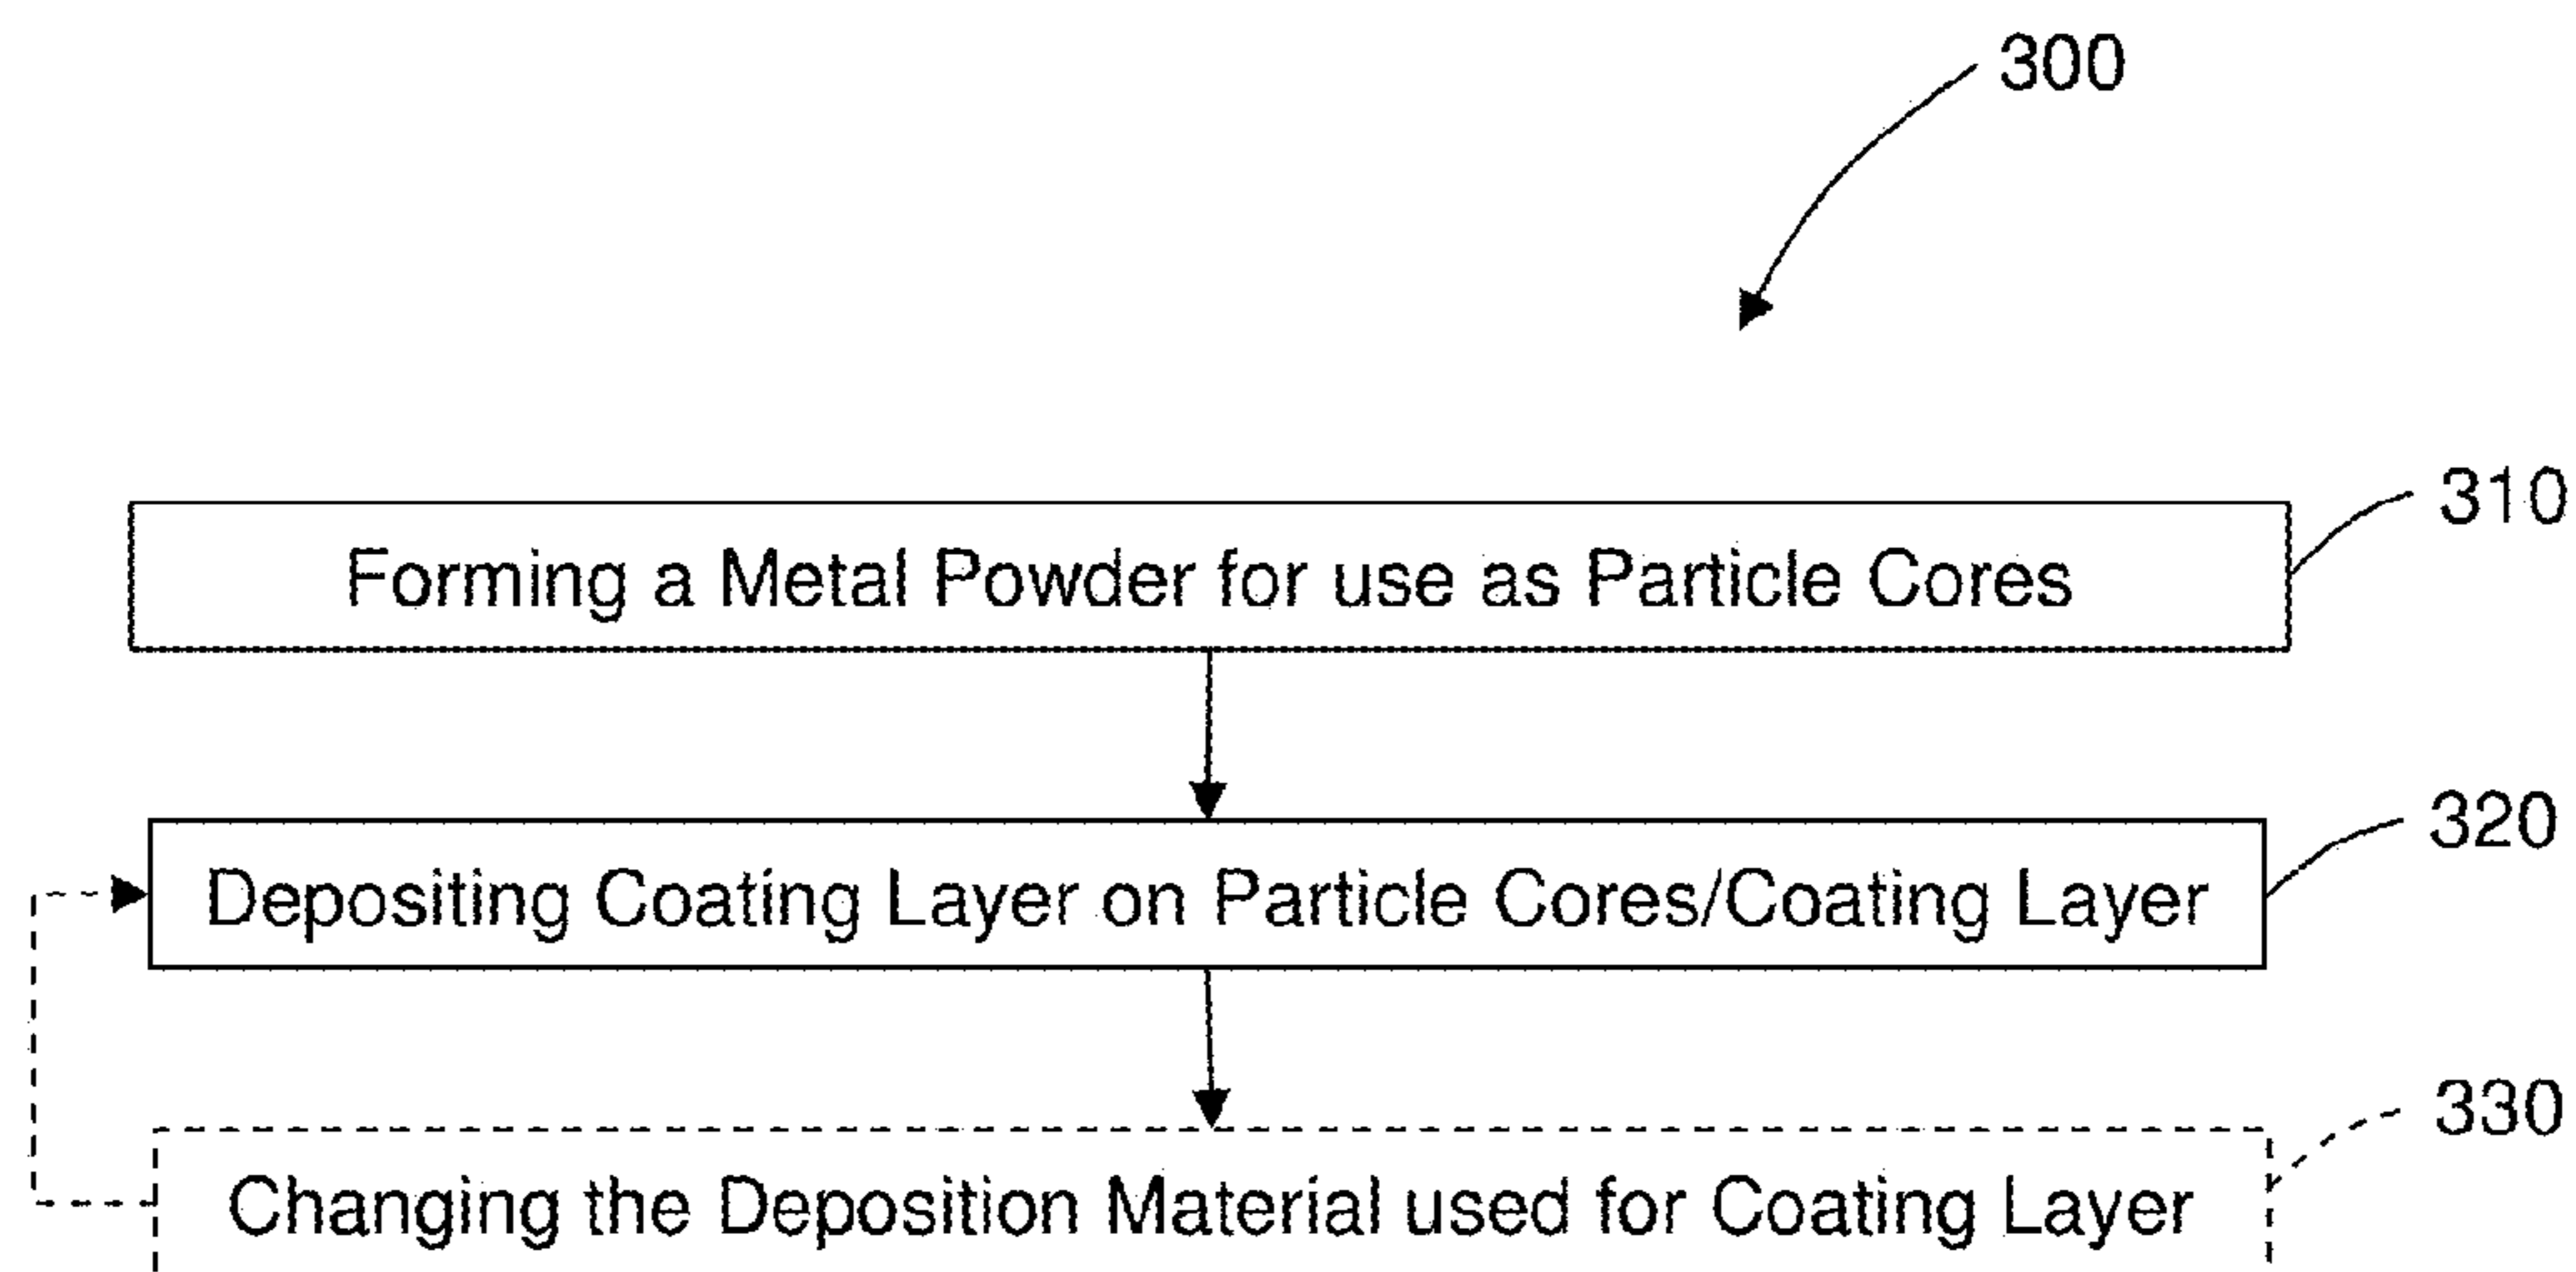 300
310
Forming a Metal Powder for use as Particle Cores
320
Depositing Coating Layer on Particle Cores/Coating Layer
330
Changing the Deposition Material used for Coating Layer